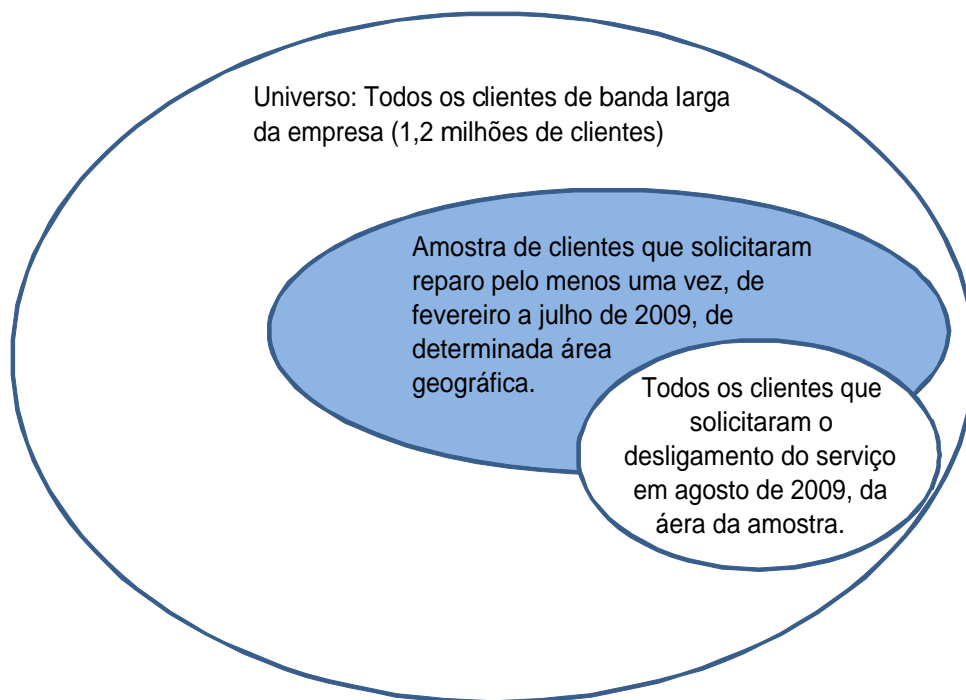 Universo: Todos os clientes de banda larga
da empresa (1,2 milhões de clientes)
Amostra de clientes que solicitaram
reparo pelo menos uma vez, de
fevereiro a julho de 2009, de
determinada área
geográfica.
Todos os clientes que
solicitaram o
desligamento do serviço
em agosto de 2009, da
áera da amostra.